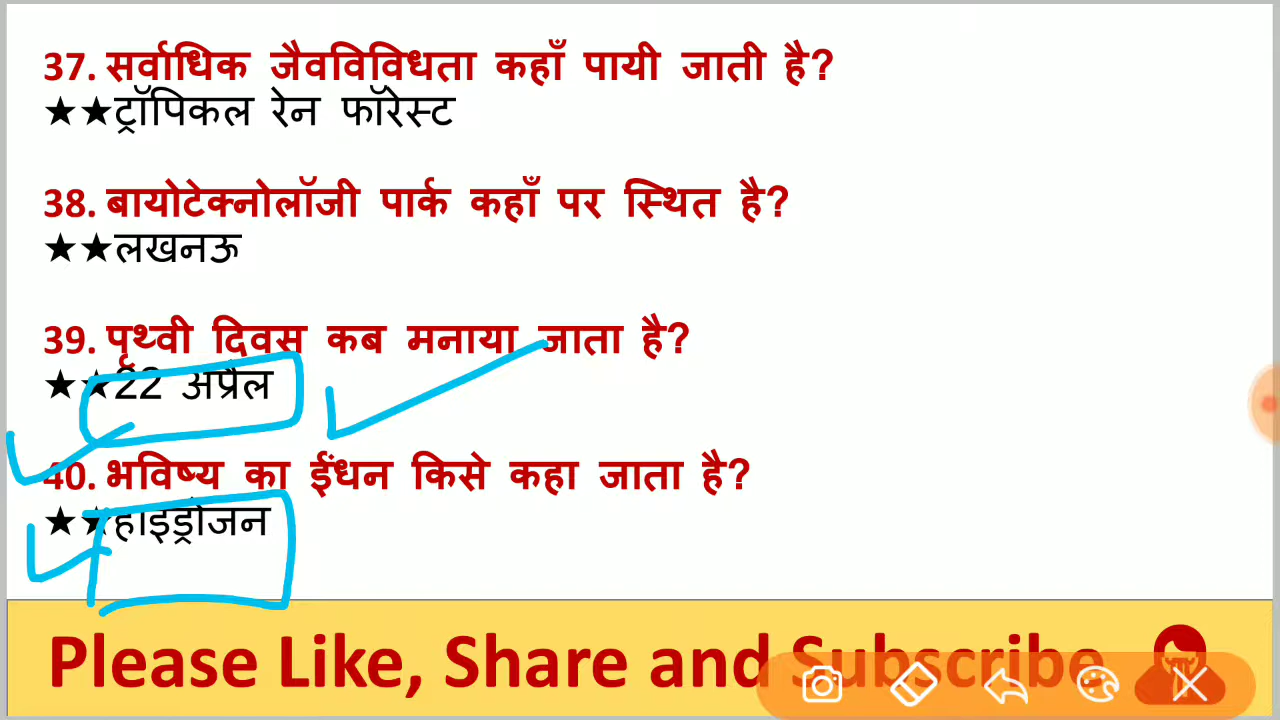 37. सर्वाधिक जैवविविधता कहाँ पायी जाती है?
★★ट्रॉपिकल रेन फॉरेस्ट
38. बायोटेक्नोलॉजी पार्क कहाँ पर स्थित है?
★★लखनऊ
39. पृथ्वी दिवस कब मनाया जाता है?
★★22 अप्रैल
40. भविष्य का ईंधन किसे कहा जाता है?
★★हाइड्रोजन
Please Like, Share and Subscribe